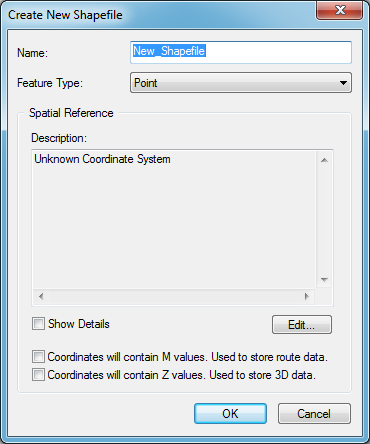 Create New Shapefile
Name: New_Shapefile
Feature Type: Point
Spatial Reference
Description:
Unknown Coordinate System
Show Details Edit...
Coordinates will contain M values. Used to store route data.
Coordinates will contain Z values. Used to store 3D data.
OK Cancel